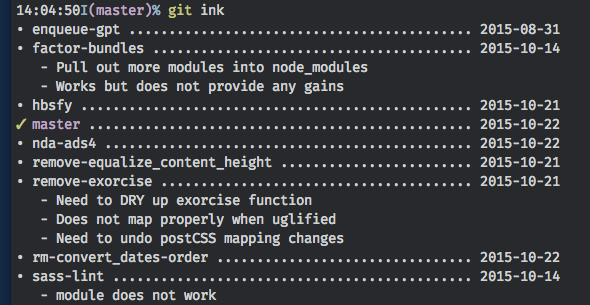 14:04:50I(master)% git ink
• enqueue-gpt ........................................... 2015-08-31
• factor-bundles ........................................ 2015-10-14
- Pull out more modules into node_modules
- Works but does not provide any gains
• hbsfy ................................................. 2015-10-21
✓ master ................................................ 2015-10-22
• nda-ads4 .............................................. 2015-10-22
• remove-equalize_content_height ........................ 2015-10-21
• remove-exorcise ....................................... 2015-10-21
- Need to DRY up exorcise function
- Does not map properly when uglified
- Need to undo postCSS mapping changes
• rm-convert_dates-order ................................ 2015-10-22
• sass-lint ............................................. 2015-10-14
- module does not work